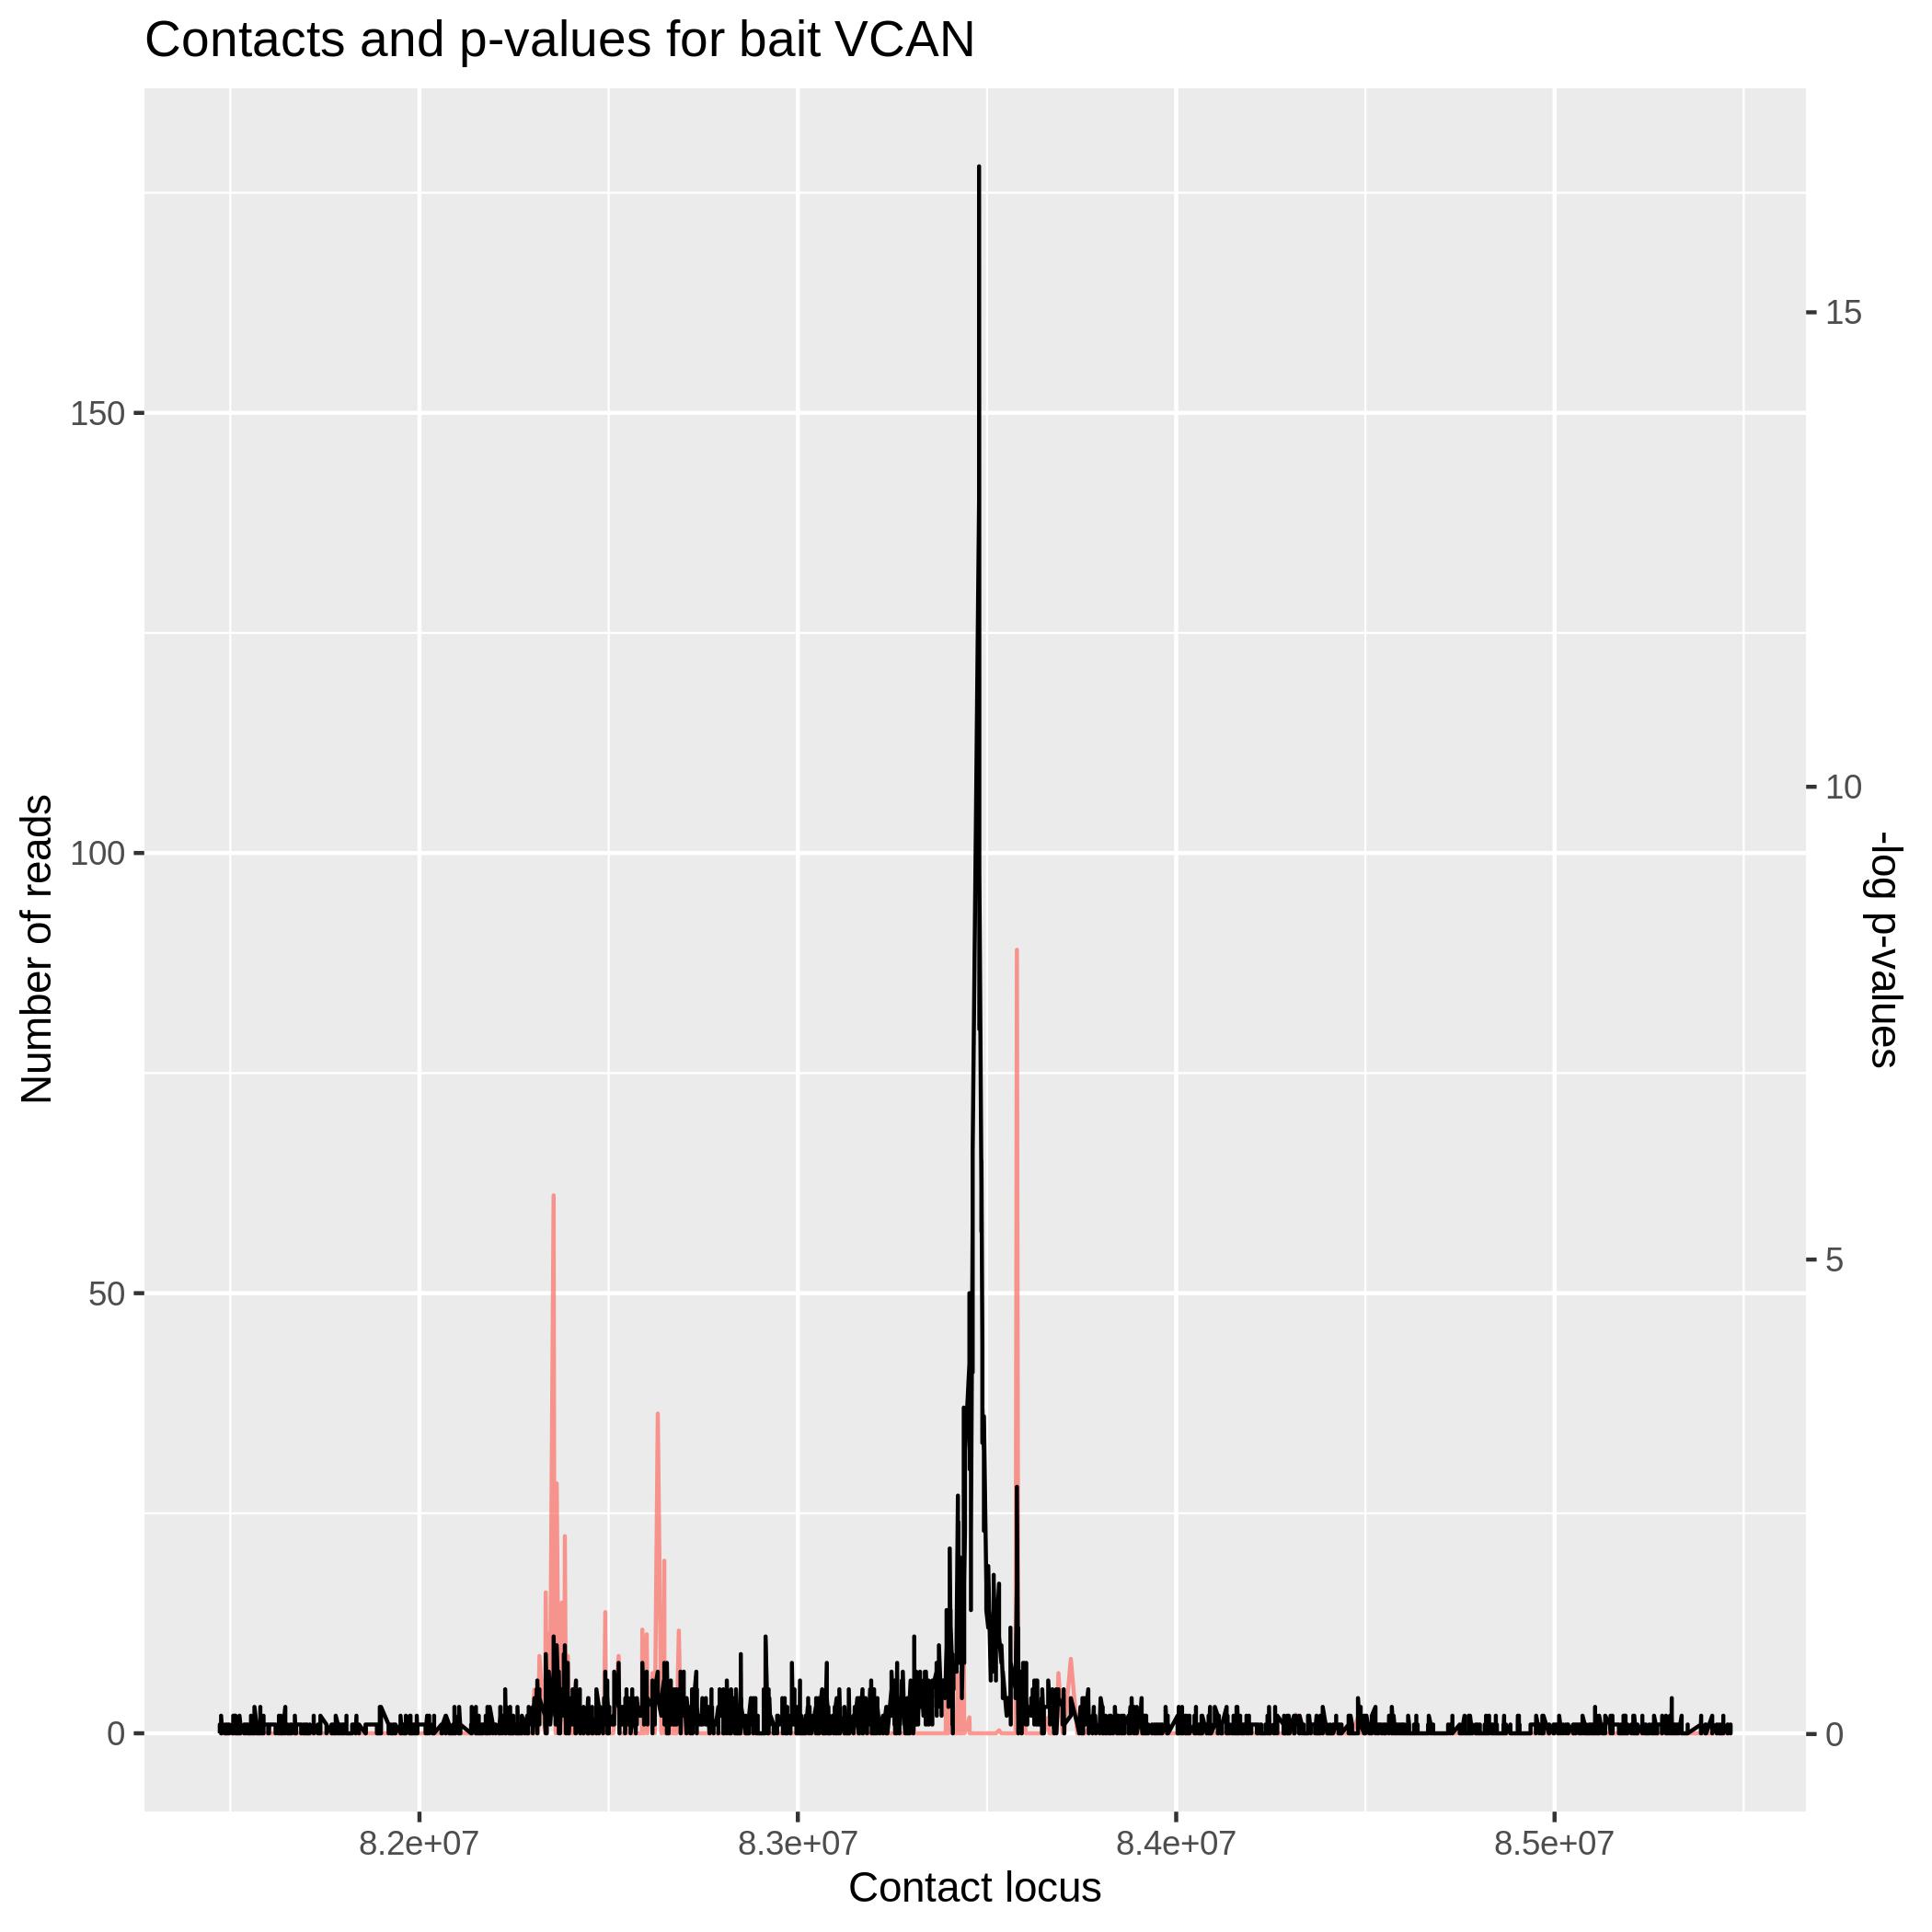 Contacts and p-values for bait VCAN
Number of reads
150
100
50
0
15
10
5
0
-log p-values
8.2e+07
8.3e+07
8.4e+07
8.5e+07
Contact locus